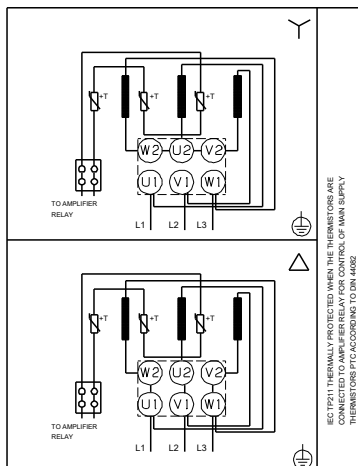 +T +T +T
W2 U2 V2
U1 V1 W1
TO AMPLIFIER
RELAY
L1 L2 L3
+T +T +T
W2 U2 V2
U1 V1 W1
TO AMPLIFIER
RELAY
L1 L2 L3
IEC TP211 THERMALLY PROTECTED WHEN THE THERMISTORS ARE
CONNECTED TO AMPLIFIER RELAY FOR CONTROL OF MAIN SUPPLY
THERMISTORS PTC ACCORDING TO DIN 44082